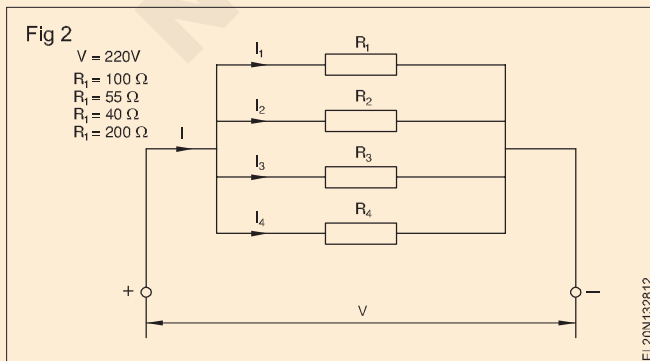 Fig 2
V = 220V
R₁ = 100 Ω
R₁ = 55 Ω
R₁ = 40 Ω
R₁ = 200 Ω
I
I₁
R₁
I₂
R₂
I₃
R₃
I₄
R₄
+
–
V
EL20N132812